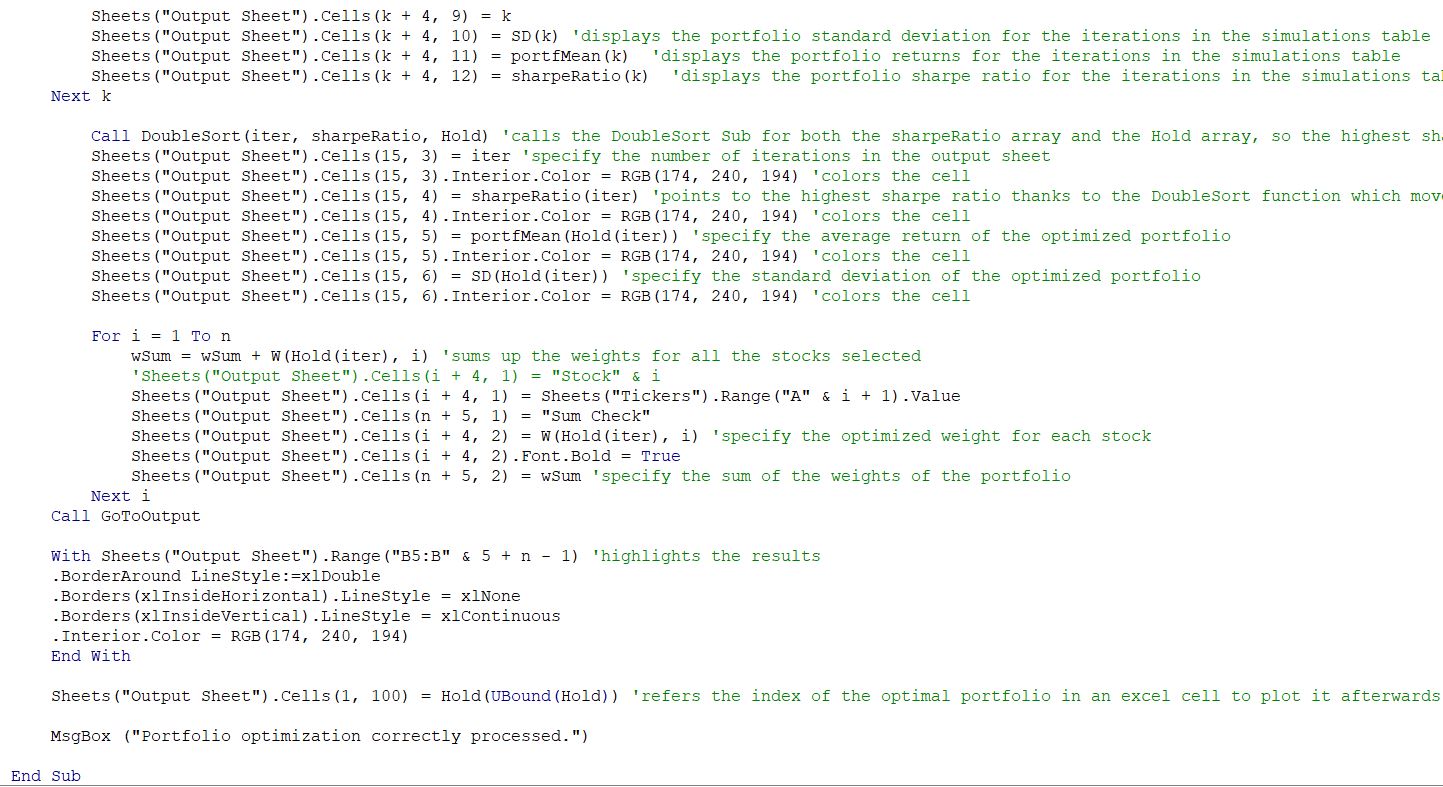 Sheets("Output Sheet").Cells(k + 4, 9) = k
Sheets("Output Sheet").Cells(k + 4, 10) = SD(k) 'displays the portfolio standard deviation for the iterations in the simulations table
Sheets("Output Sheet").Cells(k + 4, 11) = portfMean(k)  'displays the portfolio returns for the iterations in the simulations table
Sheets("Output Sheet").Cells(k + 4, 12) = sharpeRatio(k)  'displays the portfolio sharpe ratio for the iterations in the simulations
Next k
Call DoubleSort(iter, sharpeRatio, Hold) 'calls the DoubleSort Sub for both the sharpeRatio array and the Hold array, so the highest
Sheets("Output Sheet").Cells(15, 3) = iter 'specify the number of iterations in the output sheet
Sheets("Output Sheet").Cells(15, 3).Interior.Color = RGB(174, 240, 194) 'colors the cell
Sheets("Output Sheet").Cells(15, 4) = sharpeRatio(iter) 'points to the highest sharpe ratio thanks to the DoubleSort function which
Sheets("Output Sheet").Cells(15, 4).Interior.Color = RGB(174, 240, 194) 'colors the cell
Sheets("Output Sheet").Cells(15, 5) = portfMean(Hold(iter)) 'specify the average return of the optimized portfolio
Sheets("Output Sheet").Cells(15, 5).Interior.Color = RGB(174, 240, 194) 'colors the cell
Sheets("Output Sheet").Cells(15, 6) = SD(Hold(iter)) 'specify the standard deviation of the optimized portfolio
Sheets("Output Sheet").Cells(15, 6).Interior.Color = RGB(174, 240, 194) 'colors the cell
For i = 1 To n
wSum = wSum + W(Hold(iter), i) 'sums up the weights for all the stocks selected
'Sheets("Output Sheet").Cells(i + 4, 1) = "Stock" & i
Sheets("Output Sheet").Cells(i + 4, 1) = Sheets("Tickers").Range("A" & i + 1).Value
Sheets("Output Sheet").Cells(n + 5, 1) = "Sum Check"
Sheets("Output Sheet").Cells(i + 4, 2) = W(Hold(iter), i) 'specify the optimized weight for each stock
Sheets("Output Sheet").Cells(i + 4, 2).Font.Bold = True
Sheets("Output Sheet").Cells(n + 5, 2) = wSum 'specify the sum of the weights of the portfolio
Next i
Call GoToOutput
With Sheets("Output Sheet").Range("B5:B" & 5 + n - 1) 'highlights the results
.BorderAround LineStyle:=xlDouble
.Borders(xlInsideHorizontal).LineStyle = xlNone
.Borders(xlInsideVertical).LineStyle = xlContinuous
.Interior.Color = RGB(174, 240, 194)
End With
Sheets("Output Sheet").Cells(1, 100) = Hold(UBound(Hold)) 'refers the index of the optimal portfolio in an excel cell to plot it afterwards
MsgBox ("Portfolio optimization correctly processed.")
End Sub